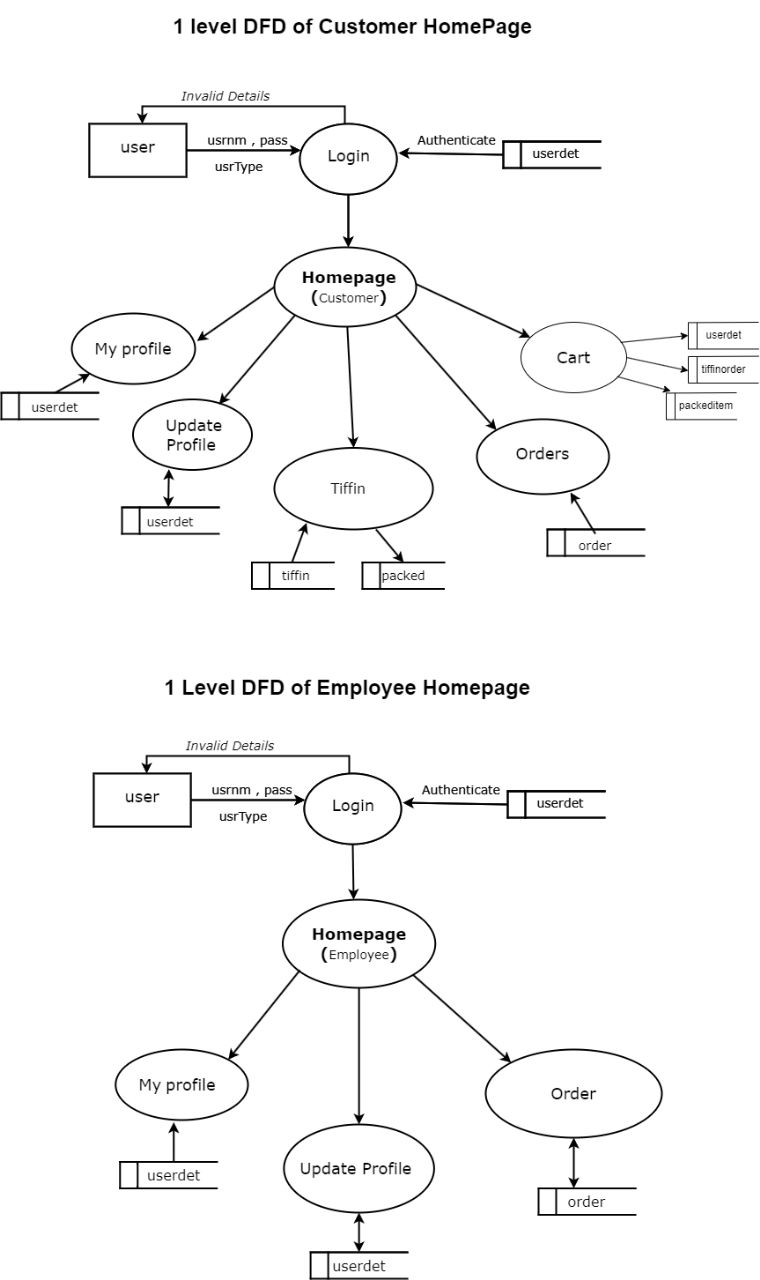 1 level DFD of Customer HomePage
Invalid Details
user
usrnm , pass
usrType
Login
Authenticate
userdet
Homepage
(Customer)
My profile
userdet
Update
Profile
userdet
Tiffin
tiffin
packed
Orders
order
Cart
userdet
tiffinorder
packeditem
1 Level DFD of Employee Homepage
Invalid Details
user
usrnm , pass
usrType
Login
Authenticate
userdet
Homepage
(Employee)
My profile
userdet
Update Profile
userdet
Order
order